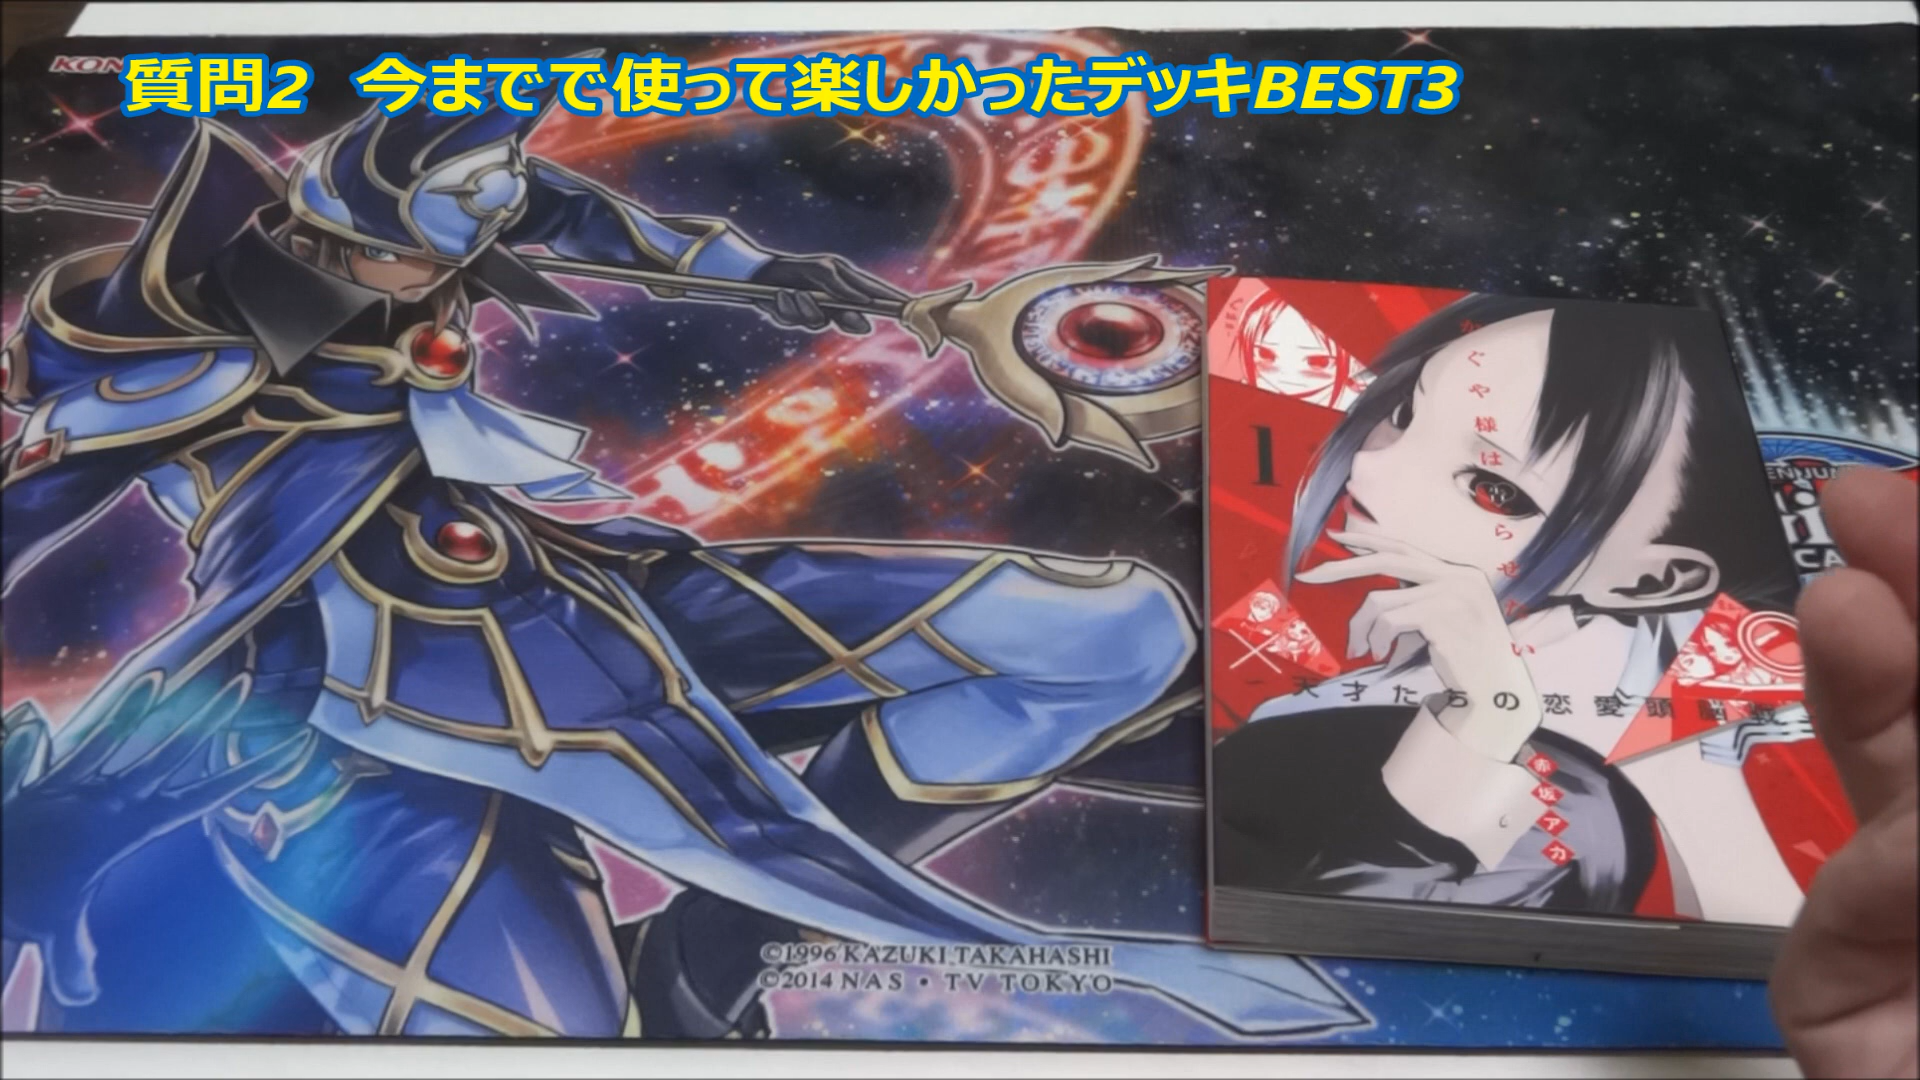 質問2 今までで使って楽しかったデッキBEST3
KON
1
かぐや様は告らせたい
天才たちの恋愛頭脳戦
赤坂アカ
©1996 KAZUKI TAKAHASHI
©2014 NAS • TV TOKYO